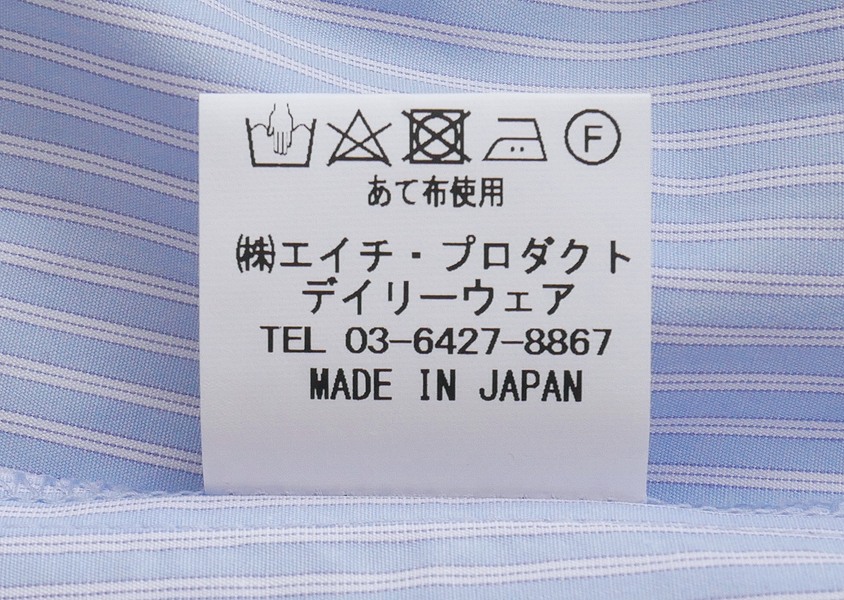 F
あて布使用
㈱エイチ・プロダクト
デイリーウェア
TEL 03-6427-8867
MADE IN JAPAN